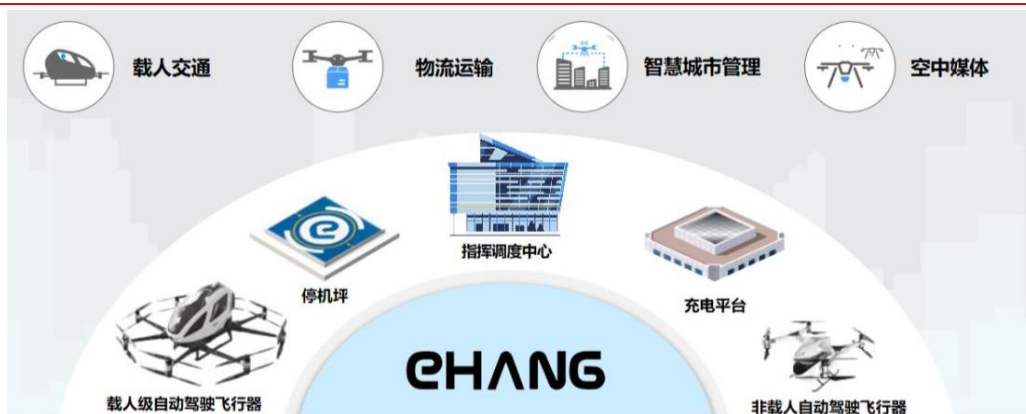 载人交通
物流运输
智慧城市管理
空中媒体
指挥调度中心
停机坪
充电平台
载人级自动驾驶飞行器
EHANG
非载人自动驾驶飞行器